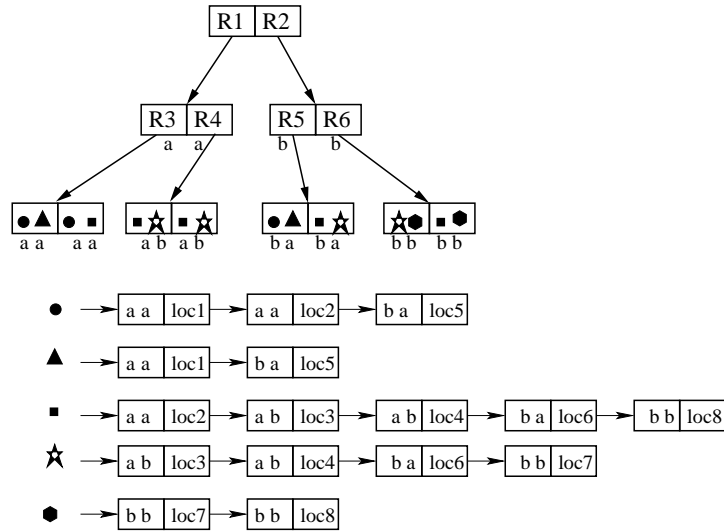 R1 R2
R3 R4 R5 R6
a a b b
a a a a a b a b b a b a b b b b
a a loc1 a a loc2 b a loc5
a a loc1 b a loc5
a a loc2 a b loc3 a b loc4 b a loc6 b b loc8
a b loc3 a b loc4 b a loc6 b b loc7
b b loc7 b b loc8